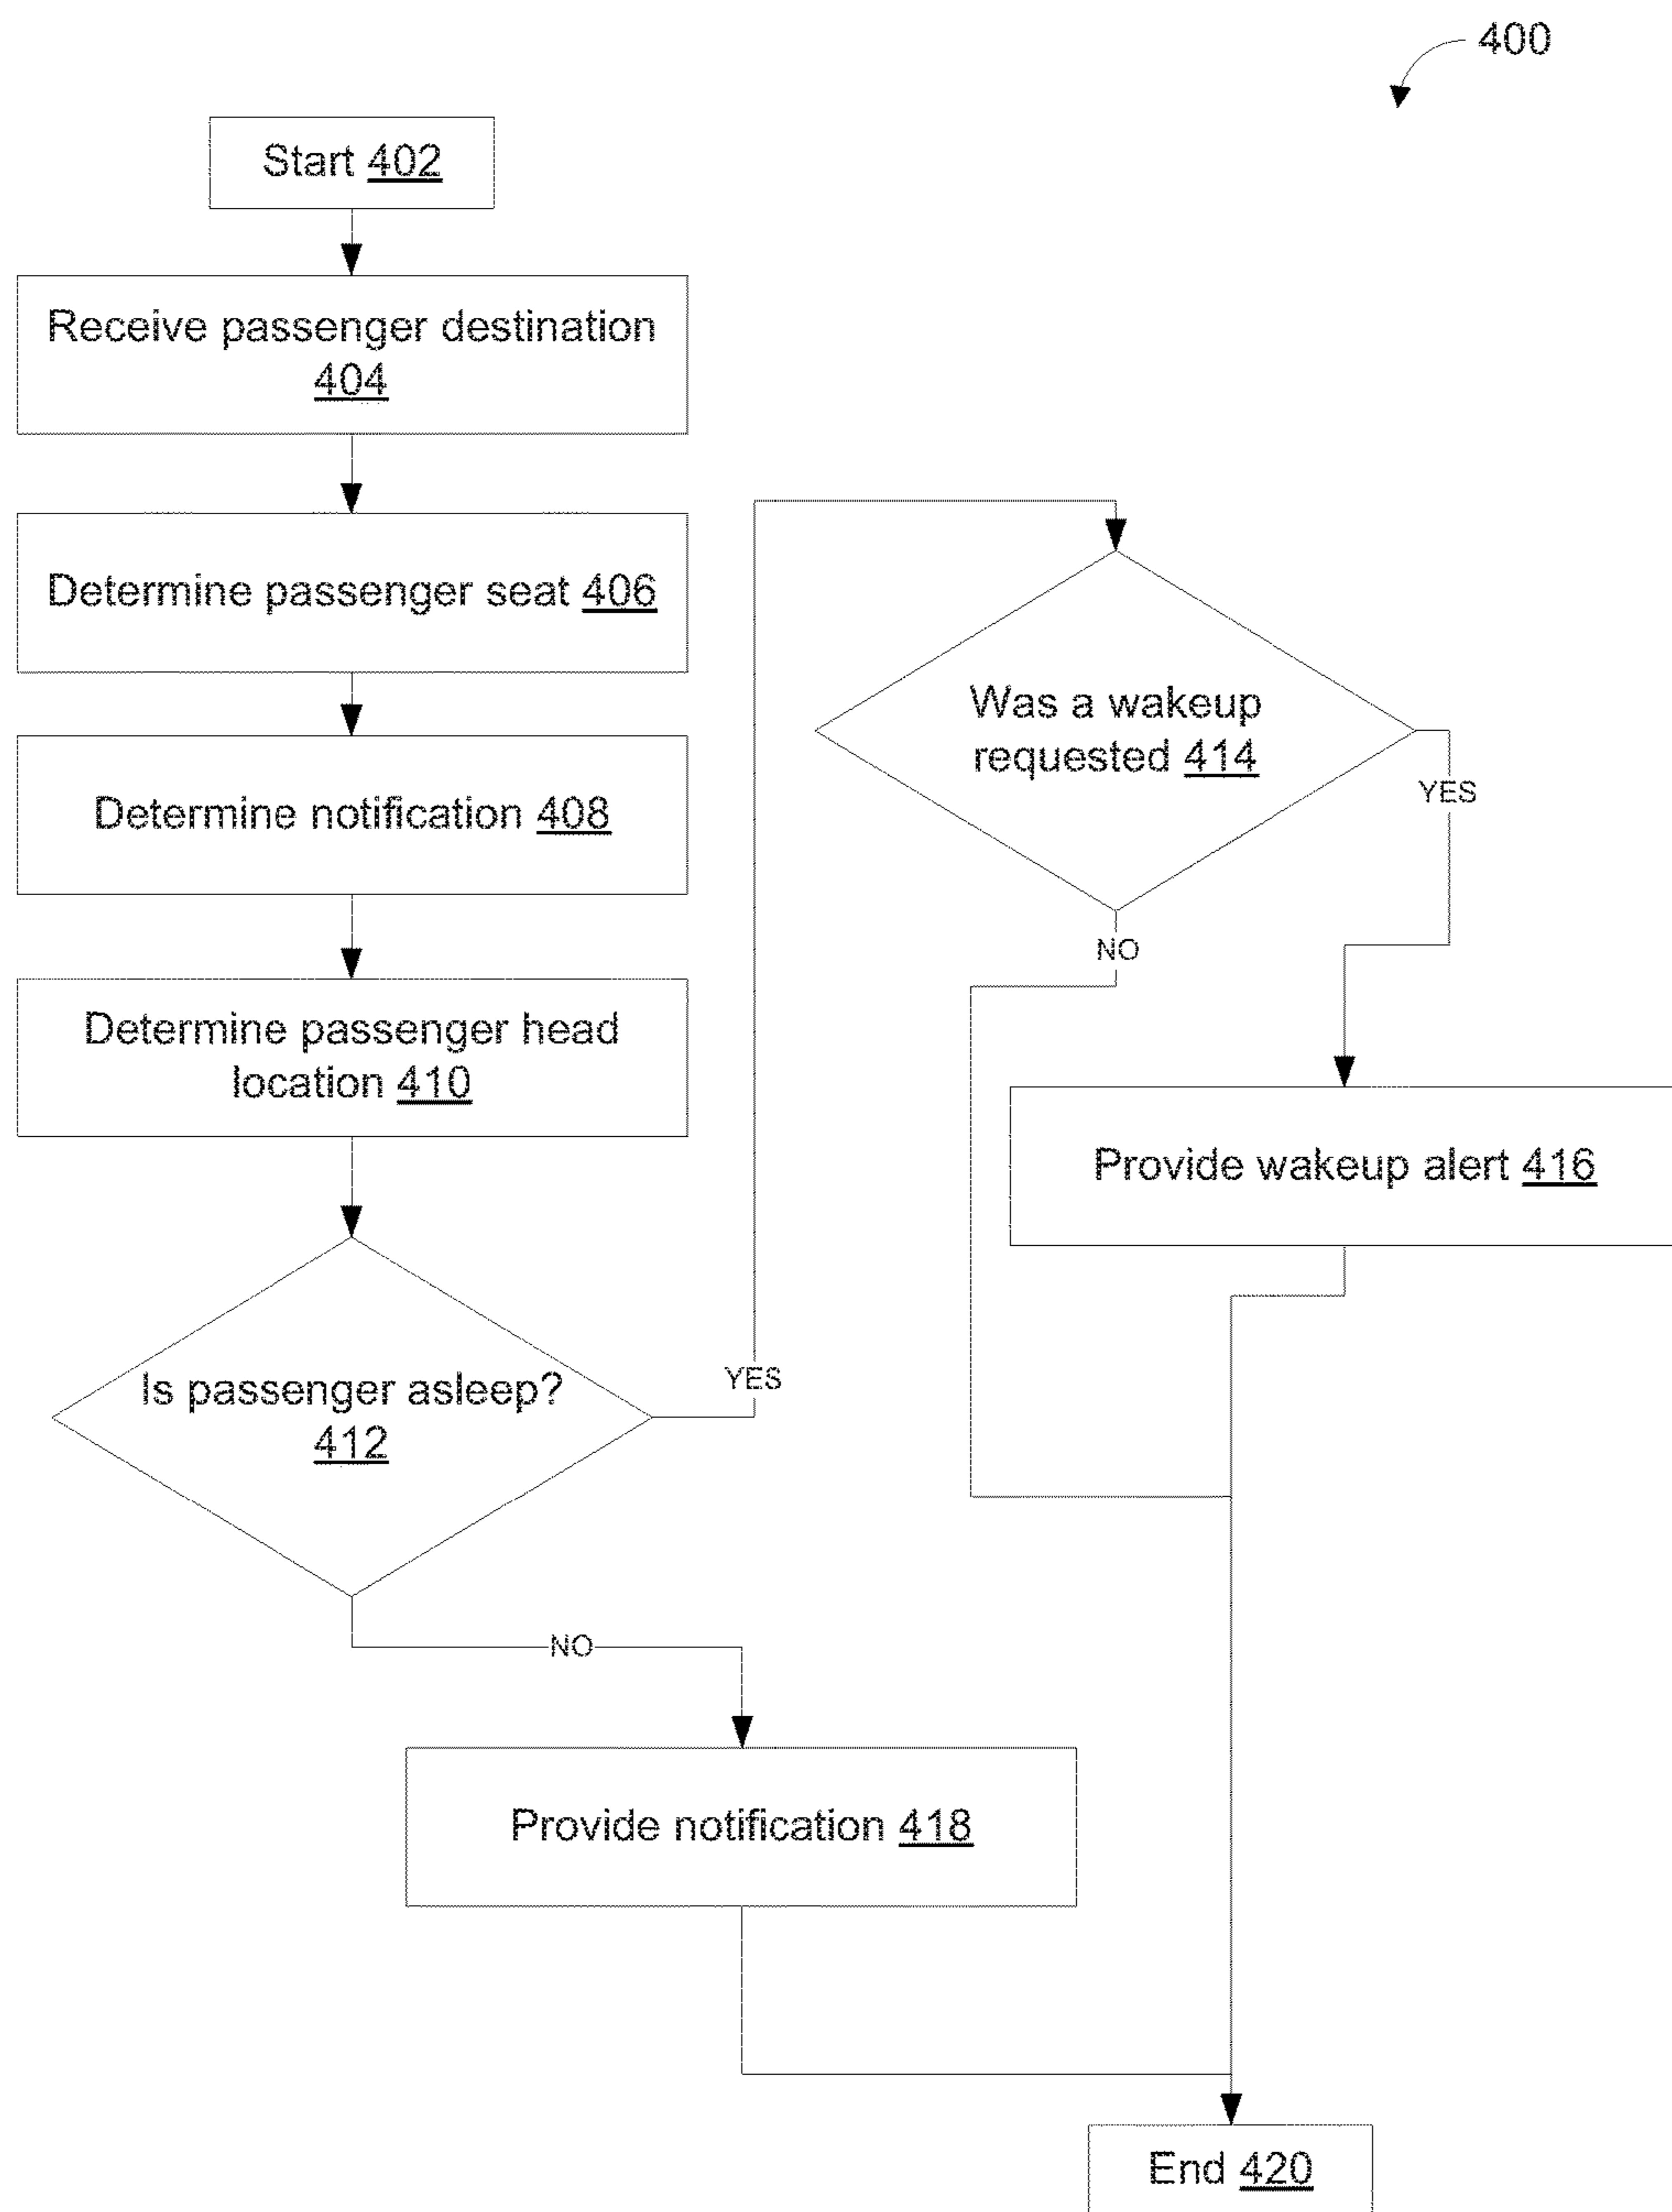 400
Start 402
Receive passenger destination
404
Determine passenger seat 406
Determine notification 408
Determine passenger head
location 410
Is passenger asleep?
412
YES
NO
Was a wakeup
requested 414
YES
NO
Provide wakeup alert 416
Provide notification 418
End 420